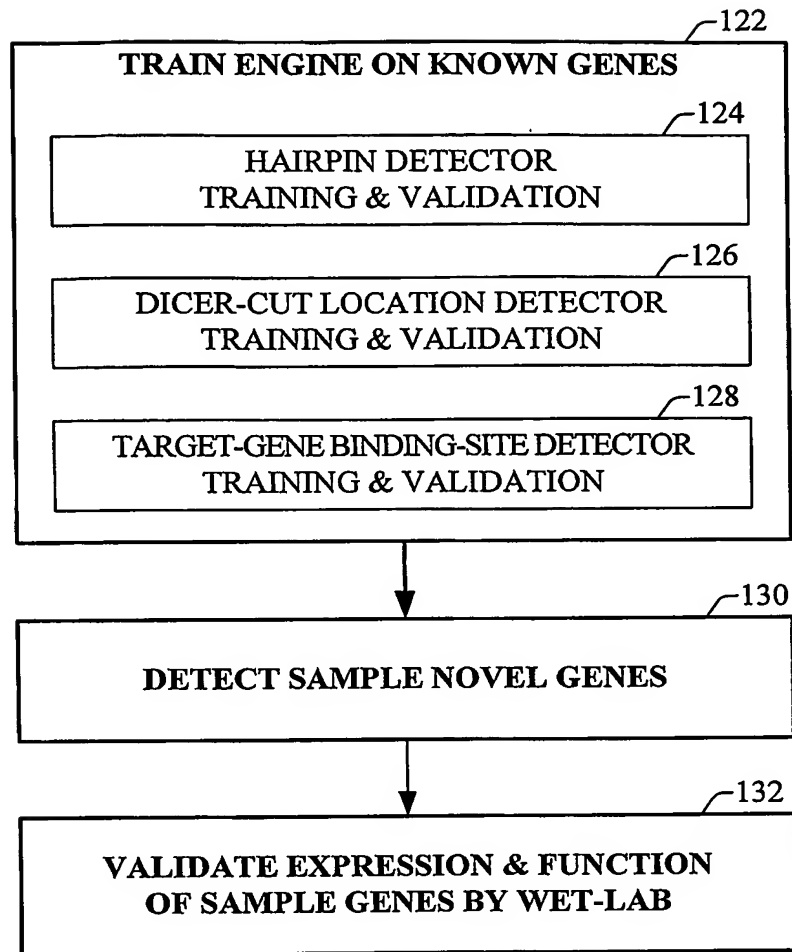 122
TRAIN ENGINE ON KNOWN GENES
124
HAIRPIN DETECTOR
TRAINING & VALIDATION
126
DICER-CUT LOCATION DETECTOR
TRAINING & VALIDATION
128
TARGET-GENE BINDING-SITE DETECTOR
TRAINING & VALIDATION
130
DETECT SAMPLE NOVEL GENES
132
VALIDATE EXPRESSION & FUNCTION
OF SAMPLE GENES BY WET-LAB